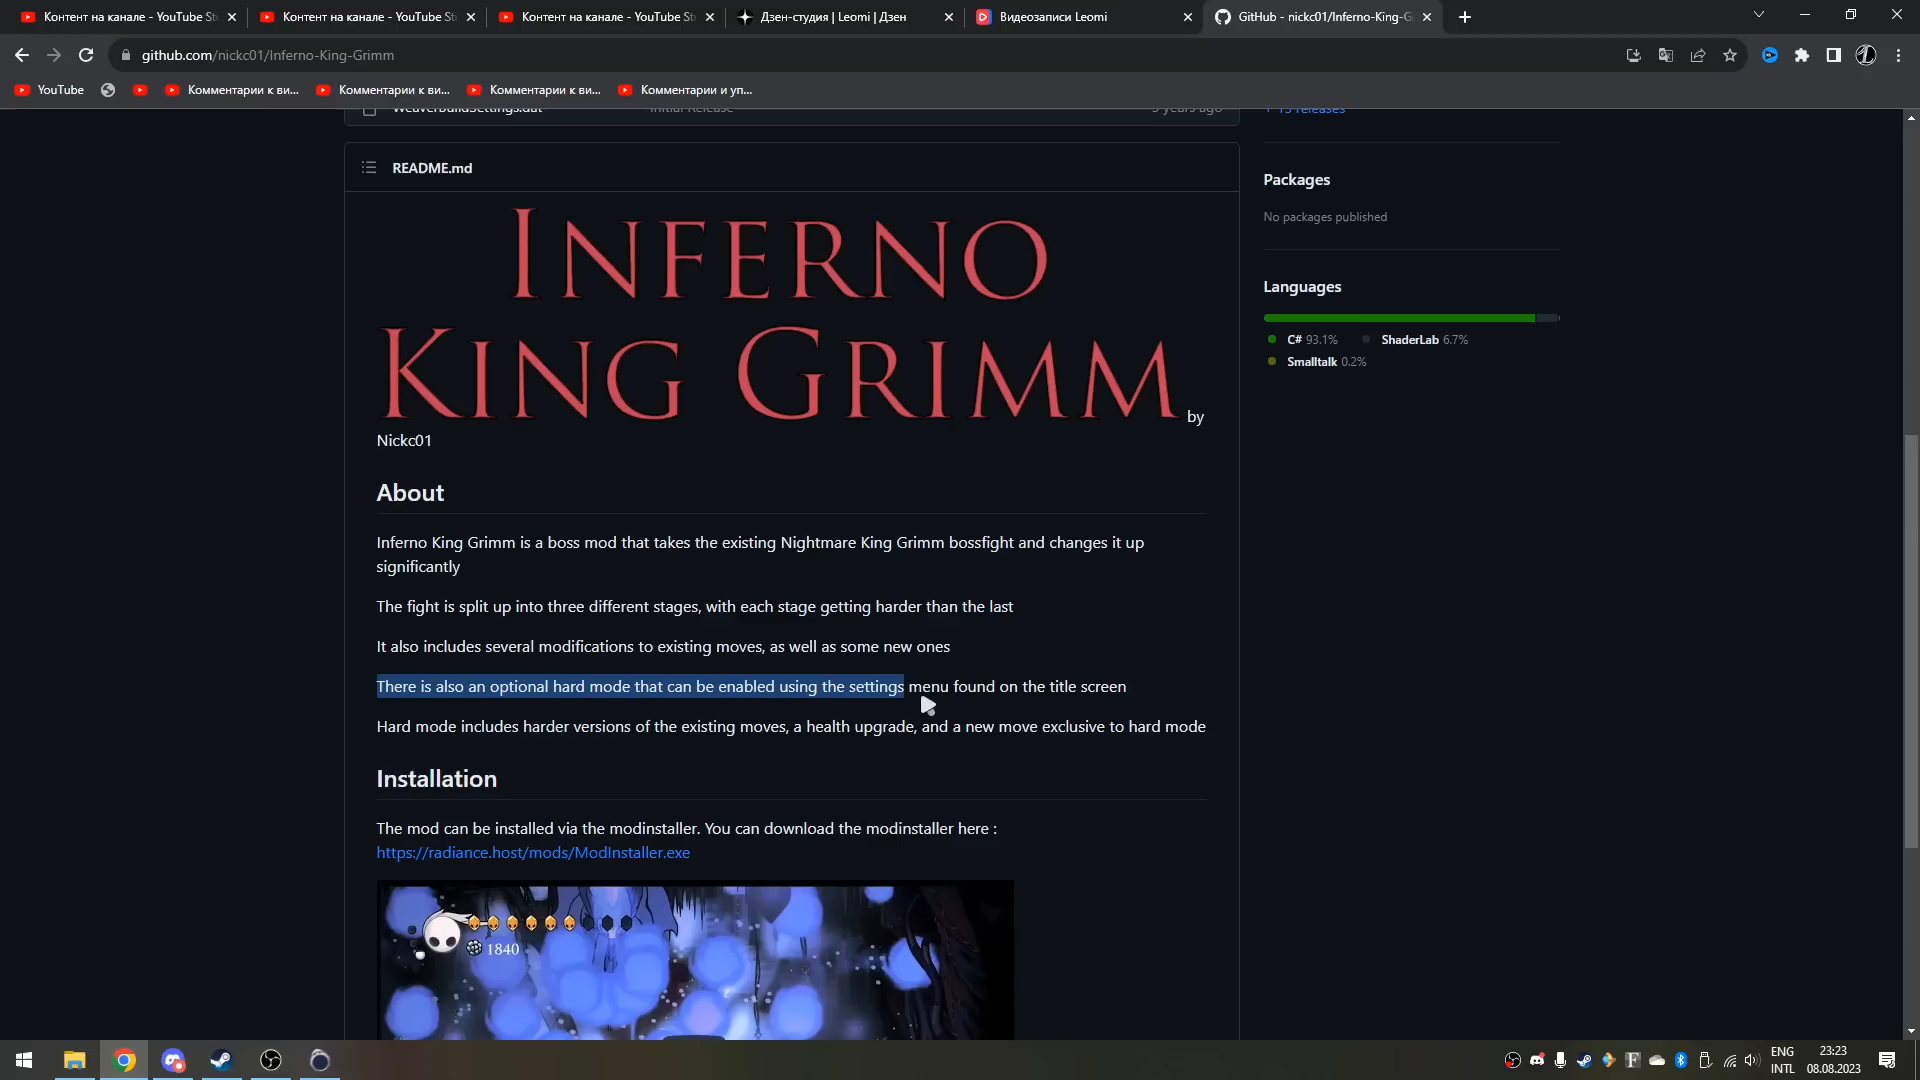 Контент на канале - YouTube St
Контент на канале - YouTube St
Контент на канале - YouTube St
Дзен-студия | Leomi | Дзен
Видеозаписи Leomi
GitHub - nickc01/Inferno-King-G
github.com/nickc01/Inferno-King-Grimm
YouTube
Комментарии к ви...
Комментарии к ви...
Комментарии к ви...
Комментарии и уп...
WeaverBuildSettings.dat
Initial Release
3 years ago
+ 13 releases
README.md
INFERNO
KING GRIMM by
Nickc01
About
Inferno King Grimm is a boss mod that takes the existing Nightmare King Grimm bossfight and changes it up
significantly
The fight is split up into three different stages, with each stage getting harder than the last
It also includes several modifications to existing moves, as well as some new ones
There is also an optional hard mode that can be enabled using the settings menu found on the title screen
Hard mode includes harder versions of the existing moves, a health upgrade, and a new move exclusive to hard mode
Installation
The mod can be installed via the modinstaller. You can download the modinstaller here :
https://radiance.host/mods/ModInstaller.exe
1840
Packages
No packages published
Languages
C# 93.1%
ShaderLab 6.7%
Smalltalk 0.2%
ENG
INTL
23:23
08.08.2023